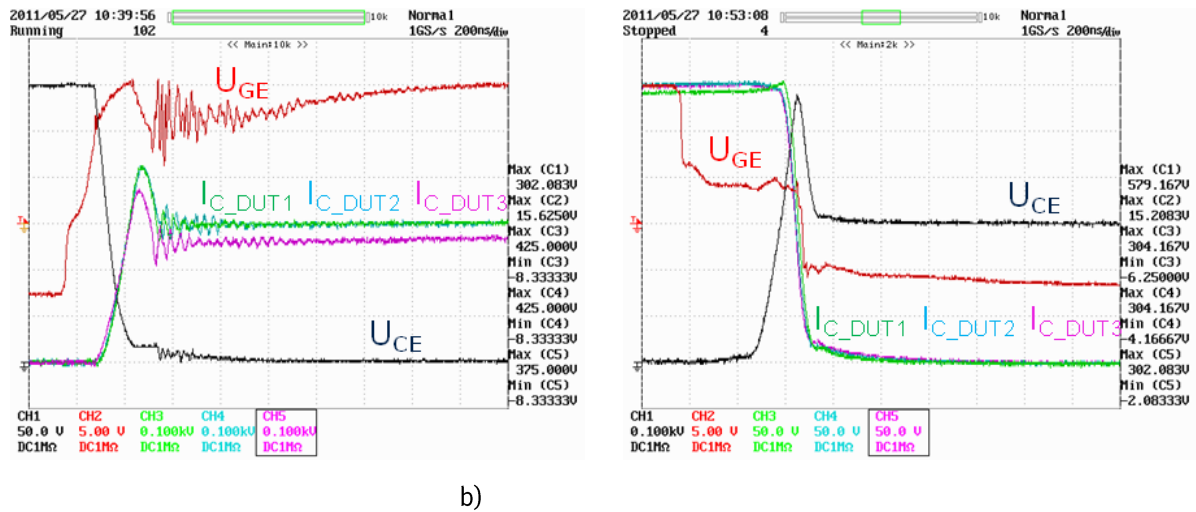 2011/05/27 10:39:56 10k Normal
Running 102 1GS/s 200ns/div
<< Main:10k >>
UGE
IC_DUT1 IC_DUT2 IC_DUT3
UCE
Max (C1)
302.083V
Max (C2)
15.6250V
Max (C3)
425.000V
Min (C3)
-8.33333V
Max (C4)
425.000V
Min (C4)
-8.33333V
Max (C5)
375.000V
Min (C5)
-8.33333V
CH1 CH2 CH3 CH4 CH5
50.0 V 5.00 V 0.100kV 0.100kV 0.100kV
DC1MΩ DC1MΩ DC1MΩ DC1MΩ DC1MΩ
2011/05/27 10:53:08 10k Normal
Stopped 4 1GS/s 200ns/div
<< Main:2k >>
UGE
UCE
IC_DUT1 IC_DUT2 IC_DUT3
Max (C1)
579.167V
Max (C2)
15.2083V
Max (C3)
304.167V
Min (C3)
-6.25000V
Max (C4)
304.167V
Min (C4)
-4.16667V
Max (C5)
302.083V
Min (C5)
-2.08333V
CH1 CH2 CH3 CH4 CH5
0.100kV 5.00 V 50.0 V 50.0 V 50.0 V
DC1MΩ DC1MΩ DC1MΩ DC1MΩ DC1MΩ
b)